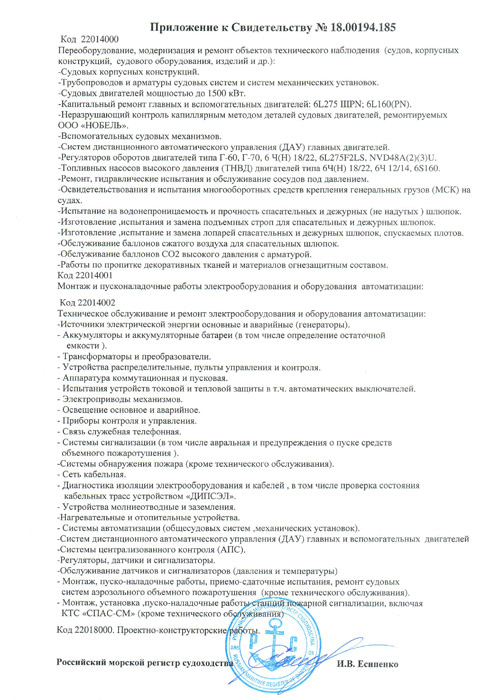 Приложение к Свидетельству № 18.00194.185
Код 22014000
Переоборудование, модернизация и ремонт объектов технического наблюдения (судов, корпусных
конструкций, судового оборудования, изделий и др.):
-Судовых корпусных конструкций.
-Трубопроводов и арматуры судовых систем и систем механических установок.
-Судовых двигателей мощностью до 1500 кВт.
-Капитальный ремонт главных и вспомогательных двигателей: 6L275 ШPN; 6L160(PN).
-Неразрушающий контроль капиллярным методом деталей судовых двигателей, ремонтируемых
ООО «НОБЕЛЬ».
-Вспомогательных судовых механизмов.
-Систем дистанционного автоматического управления (ДАУ) главных двигателей.
-Регуляторов оборотов двигателей типа Г-60, Г-70, 6 Ч(Н) 18/22, 6L275F2LS, NVD48A(2)(3)U.
-Топливных насосов высокого давления (ТНВД) двигателей типа 6Ч(Н) 18/22, 6Ч 12/14, 6S160.
-Ремонт, гидравлические испытания и обслуживание сосудов под давлением.
-Освидетельствования и испытания многооборотных средств крепления генеральных грузов (МСК) на
судах.
-Испытание на водонепроницаемость и прочность спасательных и дежурных (не надутых ) шлюпок.
-Изготовление ,испытания и замена подъемных строп для спасательных и дежурных шлюпок.
-Изготовление ,испытание и замена лопарей спасательных и дежурных шлюпок, спускаемых плотов.
-Обслуживание баллонов сжатого воздуха для спасательных шлюпок.
-Обслуживание баллонов СО2 высокого давления с арматурой.
-Работы по пропитке декоративных тканей и материалов огнезащитным составом.
Код 22014001
Монтаж и пусконаладочные работы электрооборудования и оборудования автоматизации:
Код 22014002
Техническое обслуживание и ремонт электрооборудования и оборудования автоматизации:
-Источники электрической энергии основные и аварийные (генераторы).
- Аккумуляторы и аккумуляторные батареи (в том числе определение остаточной
емкости ).
- Трансформаторы и преобразователи.
- Устройства распределительные, пульты управления и контроля.
- Аппаратура коммутационная и пусковая.
- Испытания устройств токовой и тепловой защиты в т.ч. автоматических выключателей.
- Электроприводы механизмов.
- Освещение основное и аварийное.
- Приборы контроля и управления.
- Связь служебная телефонная.
- Системы сигнализации (в том числе авральная и предупреждения о пуске средств
объемного пожаротушения ).
-Системы обнаружения пожара (кроме технического обслуживания).
- Сеть кабельная.
- Диагностика изоляции электрооборудования и кабелей , в том числе проверка состояния
кабельных трасс устройством «ДИПСЭЛ».
- Устройства молниеотводные и заземления.
-Нагревательные и отопительные устройства.
- Системы автоматизации (общесудовых систем ,механических установок).
-Систем дистанционного автоматического управления (ДАУ) главных и вспомогательных двигателей
-Системы централизованного контроля (АПС).
-Регуляторы, датчики и сигнализаторы.
-Обслуживание датчиков и сигнализаторов (давления и температуры)
- Монтаж, пуско-наладочные работы, приемо-сдаточные испытания, ремонт судовых
систем аэрозольного объемного пожаротушения (кроме технического обслуживания).
- Монтаж, установка ,пуско-наладочные работы станций пожарной сигнализации, включая
КТС «СПАС-СМ» (кроме технического обслуживания)
Код 22018000. Проектно-конструкторские работы.
Российский морской регистр судоходства
И.В. Есипенко